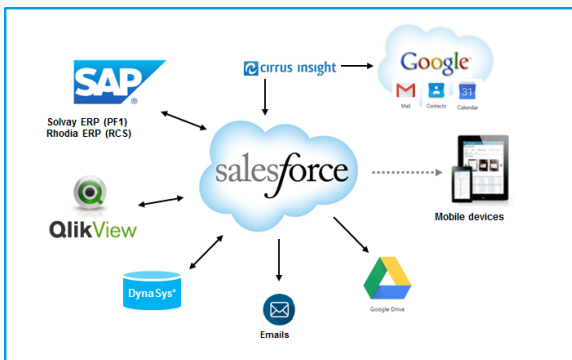 SAP®
Solvay ERP (PF1)
Rhodia ERP (RCS)
cirrus insight
Google™
Mail
Contacts
31
Calendar
salesforce
Mobile devices
QlikView
DynaSys*
Emails
Google Drive